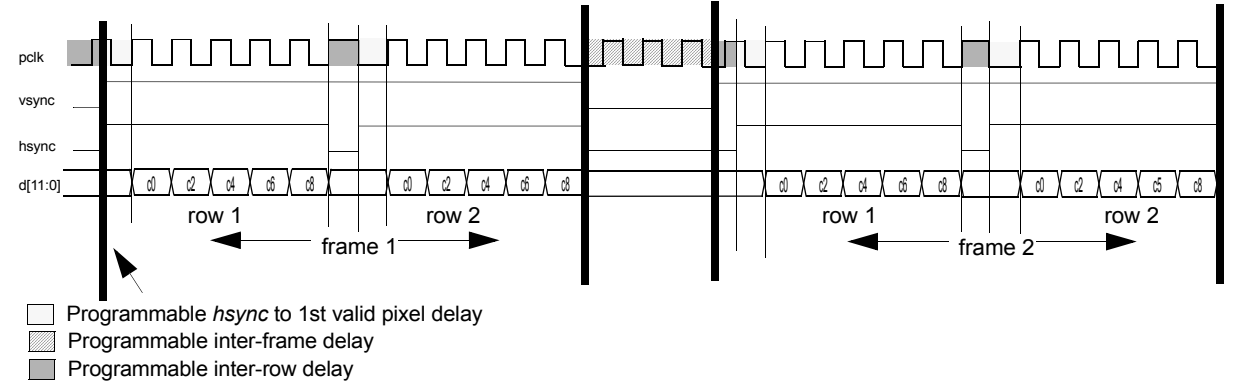 pclk
vsync
hsync
d[11:0]
c0 c2 c4 c6 c8 c0 c2 c4 c6 c8 c0 c2 c4 c6 c8 c0 c2 c4 c5 c8
row 1 row 2 row 1 row 2
frame 1 frame 2
Programmable hsync to 1st valid pixel delay
Programmable inter-frame delay
Programmable inter-row delay